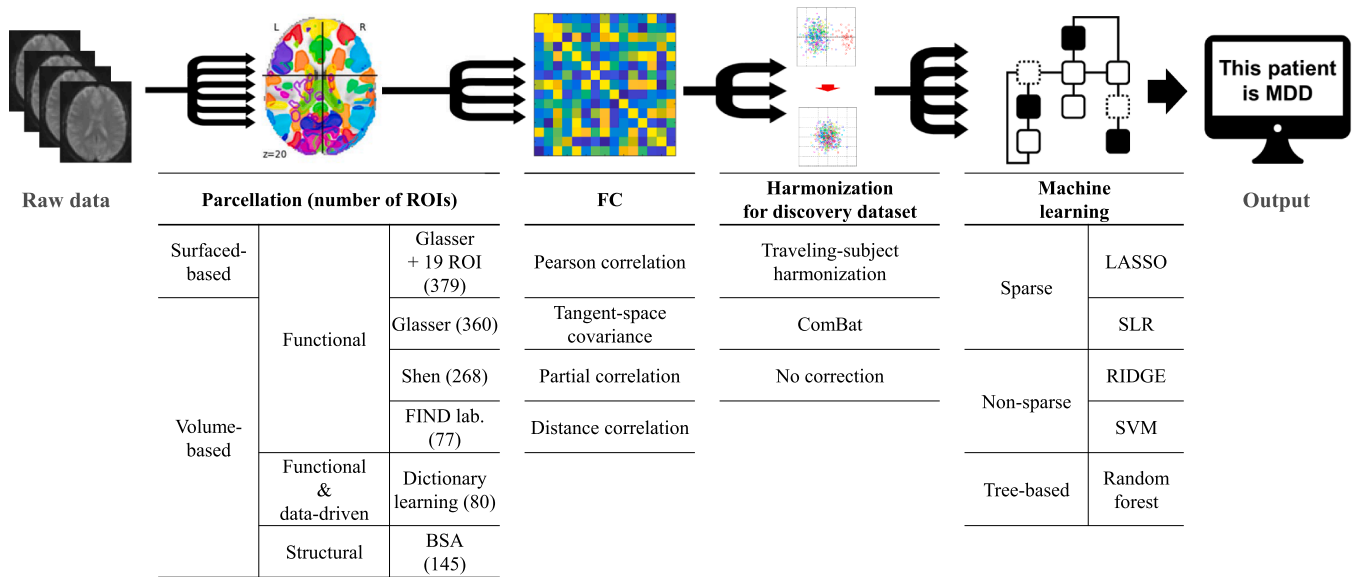 L
R
z=20
This patient
is MDD
Raw data
Parcellation (number of ROIs)
FC
Harmonization
for discovery dataset
Machine
learning
Output
Surfaced-
based
Functional
Glasser
+ 19 ROI
(379)
Volume-
based
Glasser (360)
Shen (268)
FIND lab.
(77)
Functional
&
data-driven
Dictionary
learning (80)
Structural
BSA
(145)
Pearson correlation
Tangent-space
covariance
Partial correlation
Distance correlation
Traveling-subject
harmonization
ComBat
No correction
Sparse
LASSO
SLR
Non-sparse
RIDGE
SVM
Tree-based
Random
forest